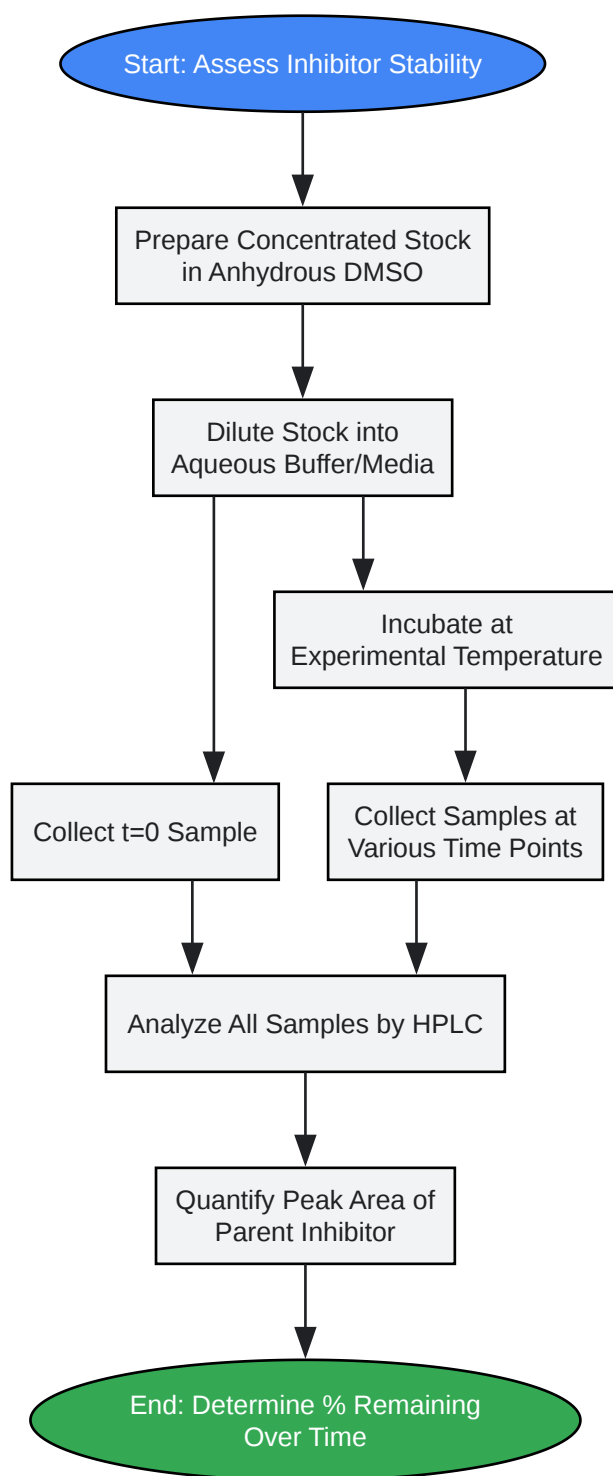 Start: Assess Inhibitor Stability
Prepare Concentrated Stock
in Anhydrous DMSO
Dilute Stock into
Aqueous Buffer/Media
Incubate at
Experimental Temperature
Collect t=0 Sample
Collect Samples at
Various Time Points
Analyze All Samples by HPLC
Quantify Peak Area of
Parent Inhibitor
End: Determine % Remaining
Over Time